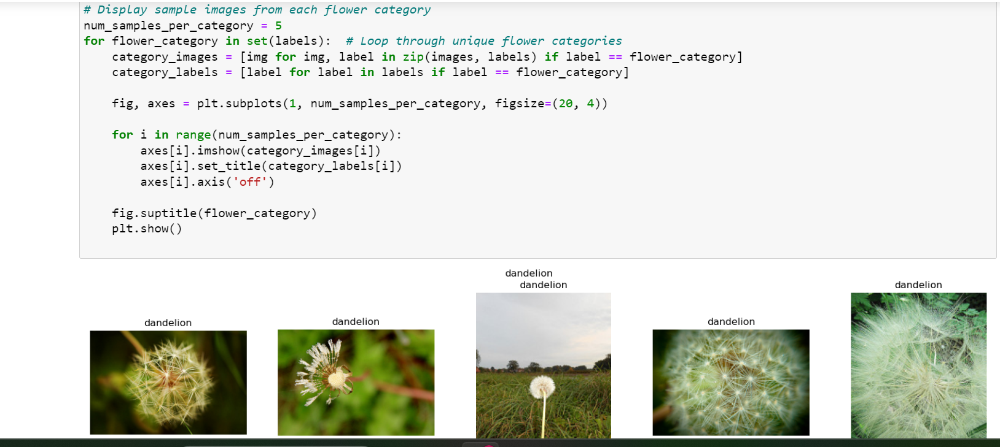 # Display sample images from each flower category
num_samples_per_category = 5
for flower_category in set(labels):  # Loop through unique flower categories
    category_images = [img for img, label in zip(images, labels) if label == flower_category]
    category_labels = [label for label in labels if label == flower_category]
    fig, axes = plt.subplots(1, num_samples_per_category, figsize=(20, 4))
    for i in range(num_samples_per_category):
        axes[i].imshow(category_images[i])
        axes[i].set_title(category_labels[i])
        axes[i].axis('off')
    fig.suptitle(flower_category)
    plt.show()
dandelion
dandelion
dandelion
dandelion
dandelion
dandelion